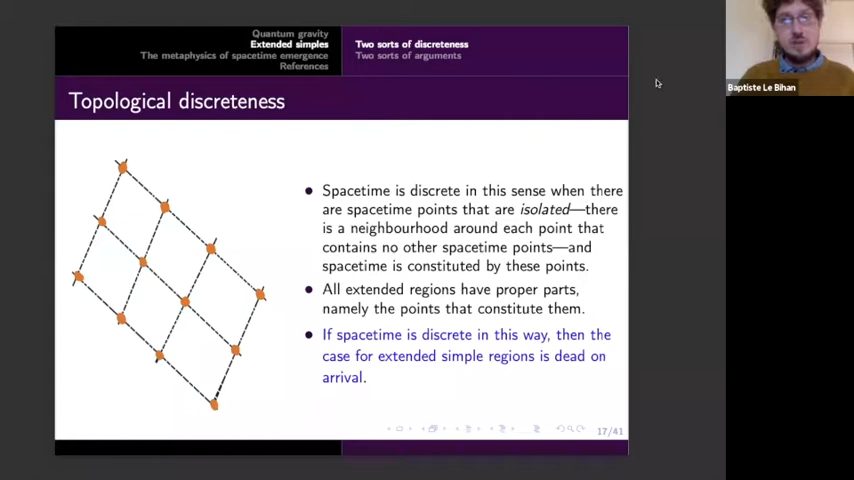 Quantum gravity
Extended simples
The metaphysics of spacetime emergence
References
Two sorts of discreteness
Two sorts of arguments
Topological discreteness
● Spacetime is discrete in this sense when there
are spacetime points that are isolated—there
is a neighbourhood around each point that
contains no other spacetime points—and
spacetime is constituted by these points.
● All extended regions have proper parts,
namely the points that constitute them.
● If spacetime is discrete in this way, then the
case for extended simple regions is dead on
arrival.
17/41
Baptiste Le Bihan